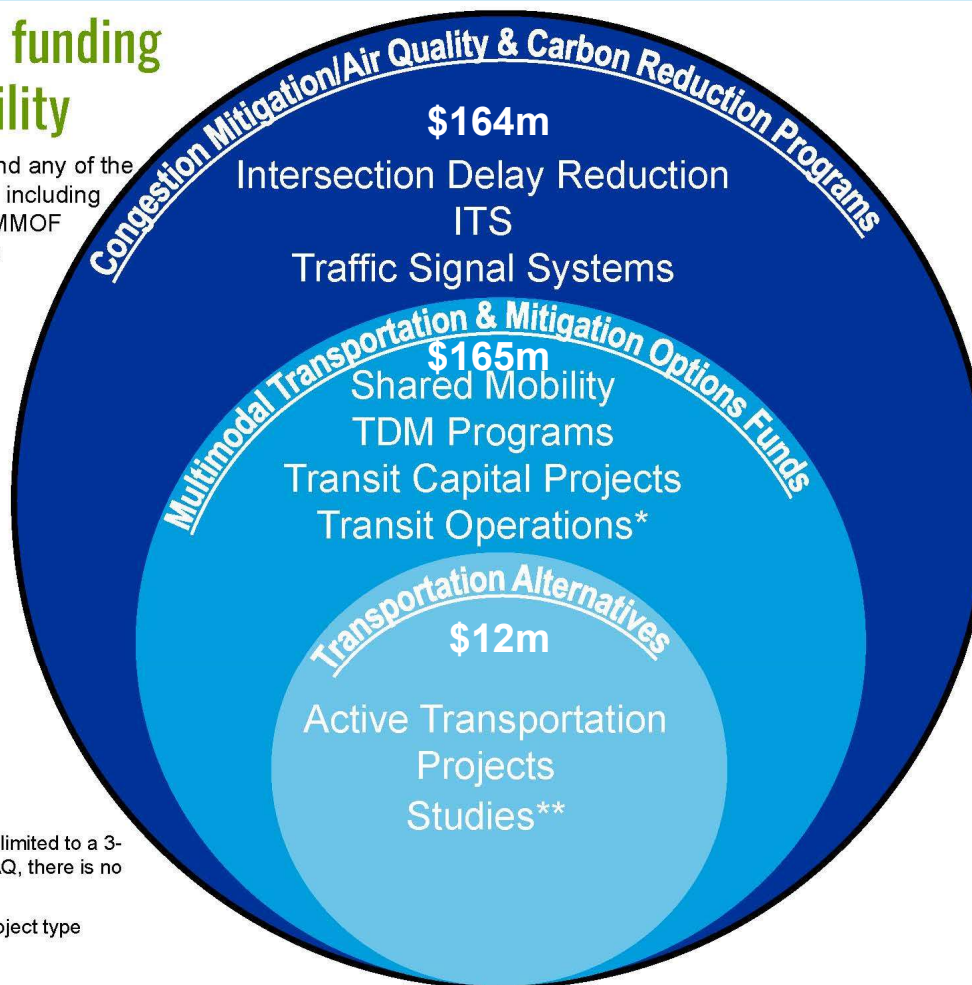 funding
ility
nd any of the
including
MMOF
Congestion Mitigation/Air Quality & Carbon Reduction Programs
$164m
Intersection Delay Reduction
ITS
Traffic Signal Systems
Multimodal Transportation & Mitigation Options Funds
$165m
Shared Mobility
TDM Programs
Transit Capital Projects
Transit Operations*
Transportation Alternatives
$12m
Active Transportation
Projects
Studies**
limited to a 3-
AQ, there is no
oject type